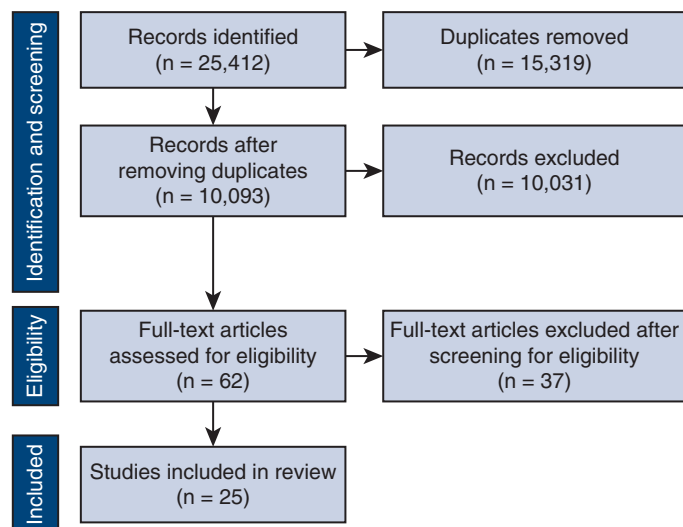 Identification and screening
Records identified
(n = 25,412)
Duplicates removed
(n = 15,319)
Records after
removing duplicates
(n = 10,093)
Records excluded
(n = 10,031)
Eligibility
Full-text articles
assessed for eligibility
(n = 62)
Full-text articles excluded after
screening for eligibility
(n = 37)
Included
Studies included in review
(n = 25)